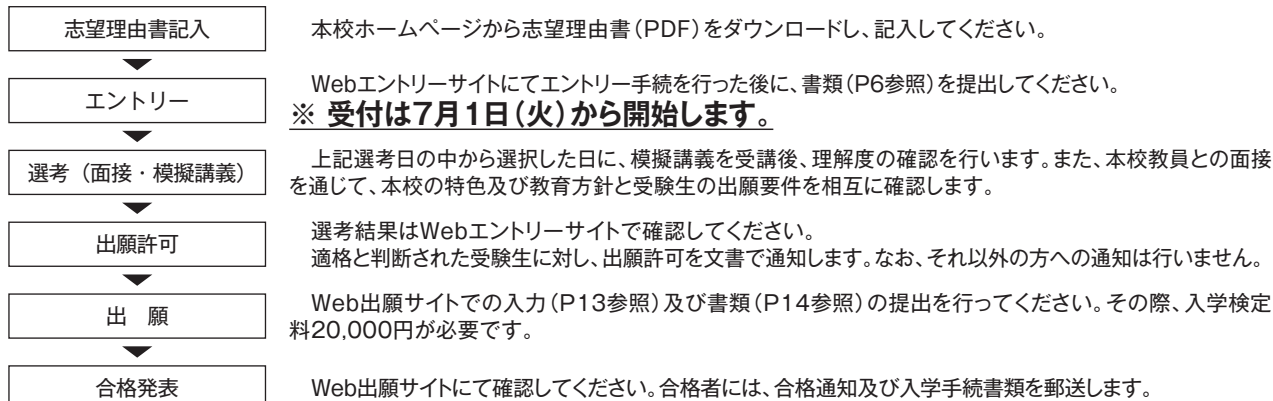 志望理由書記入
本校ホームページから志望理由書(PDF)をダウンロードし、記入してください。
エントリー
Webエントリーサイトにてエントリー手続を行った後に、書類(P6参照)を提出してください。
※ 受付は7月1日(火)から開始します。
選考(面接・模擬講義)
上記選考日の中から選択した日に、模擬講義を受講後、理解度の確認を行います。また、本校教員との面接
を通じて、本校の特色及び教育方針と受験生の出願要件を相互に確認します。
出願許可
選考結果はWebエントリーサイトで確認してください。
適格と判断された受験生に対し、出願許可を文書で通知します。なお、それ以外の方への通知は行いません。
出 願
Web出願サイトでの入力(P13参照)及び書類(P14参照)の提出を行ってください。その際、入学検定
料20,000円が必要です。
合格発表
Web出願サイトにて確認してください。合格者には、合格通知及び入学手続書類を郵送します。